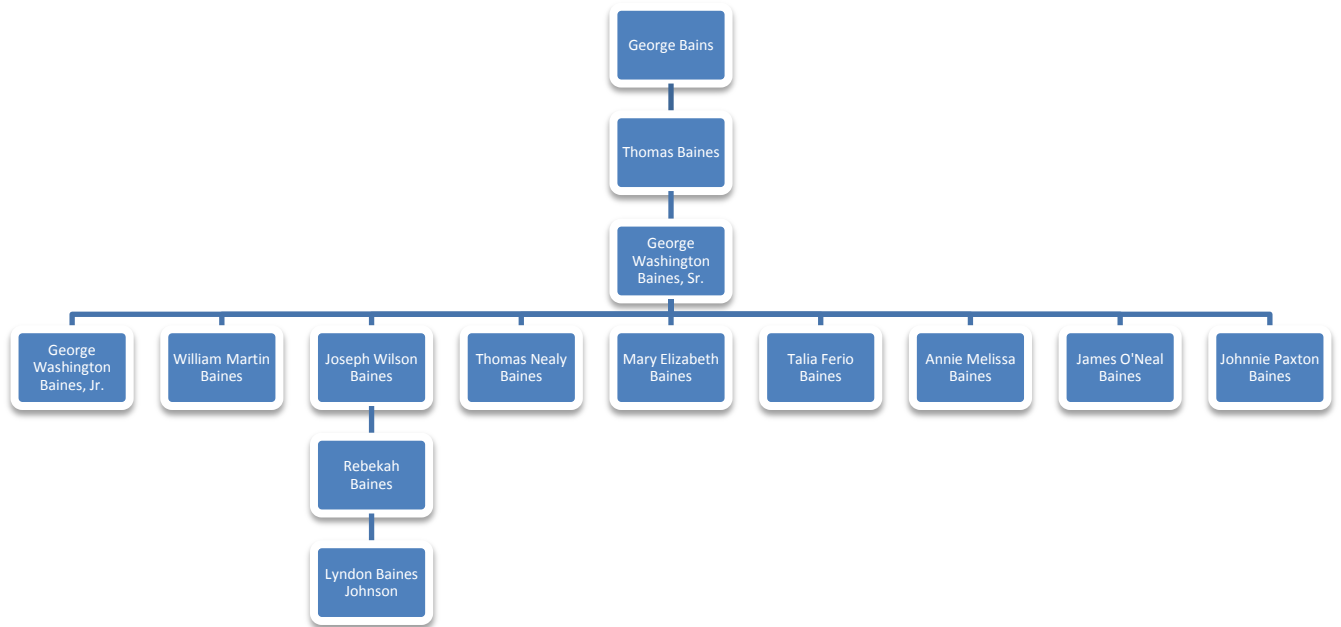 George Bains
Thomas Baines
George
Washington
Baines, Sr.
George
Washington
Baines, Jr.
William Martin
Baines
Joseph Wilson
Baines
Thomas Nealy
Baines
Mary Elizabeth
Baines
Talia Ferio
Baines
Annie Melissa
Baines
James O'Neal
Baines
Johnnie Paxton
Baines
Rebekah
Baines
Lyndon Baines
Johnson